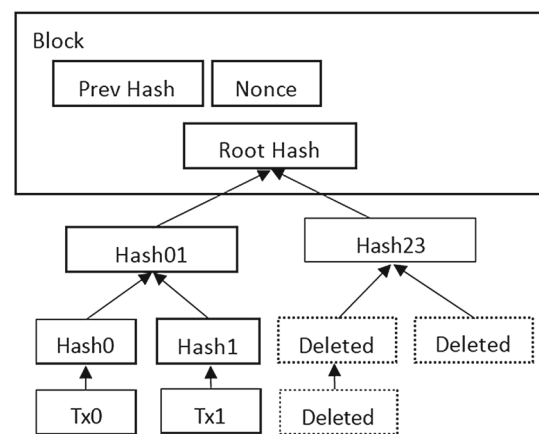 Block
Prev Hash Nonce
Root Hash
Hash01 Hash23
Hash0 Hash1 Deleted Deleted
Tx0 Tx1 Deleted